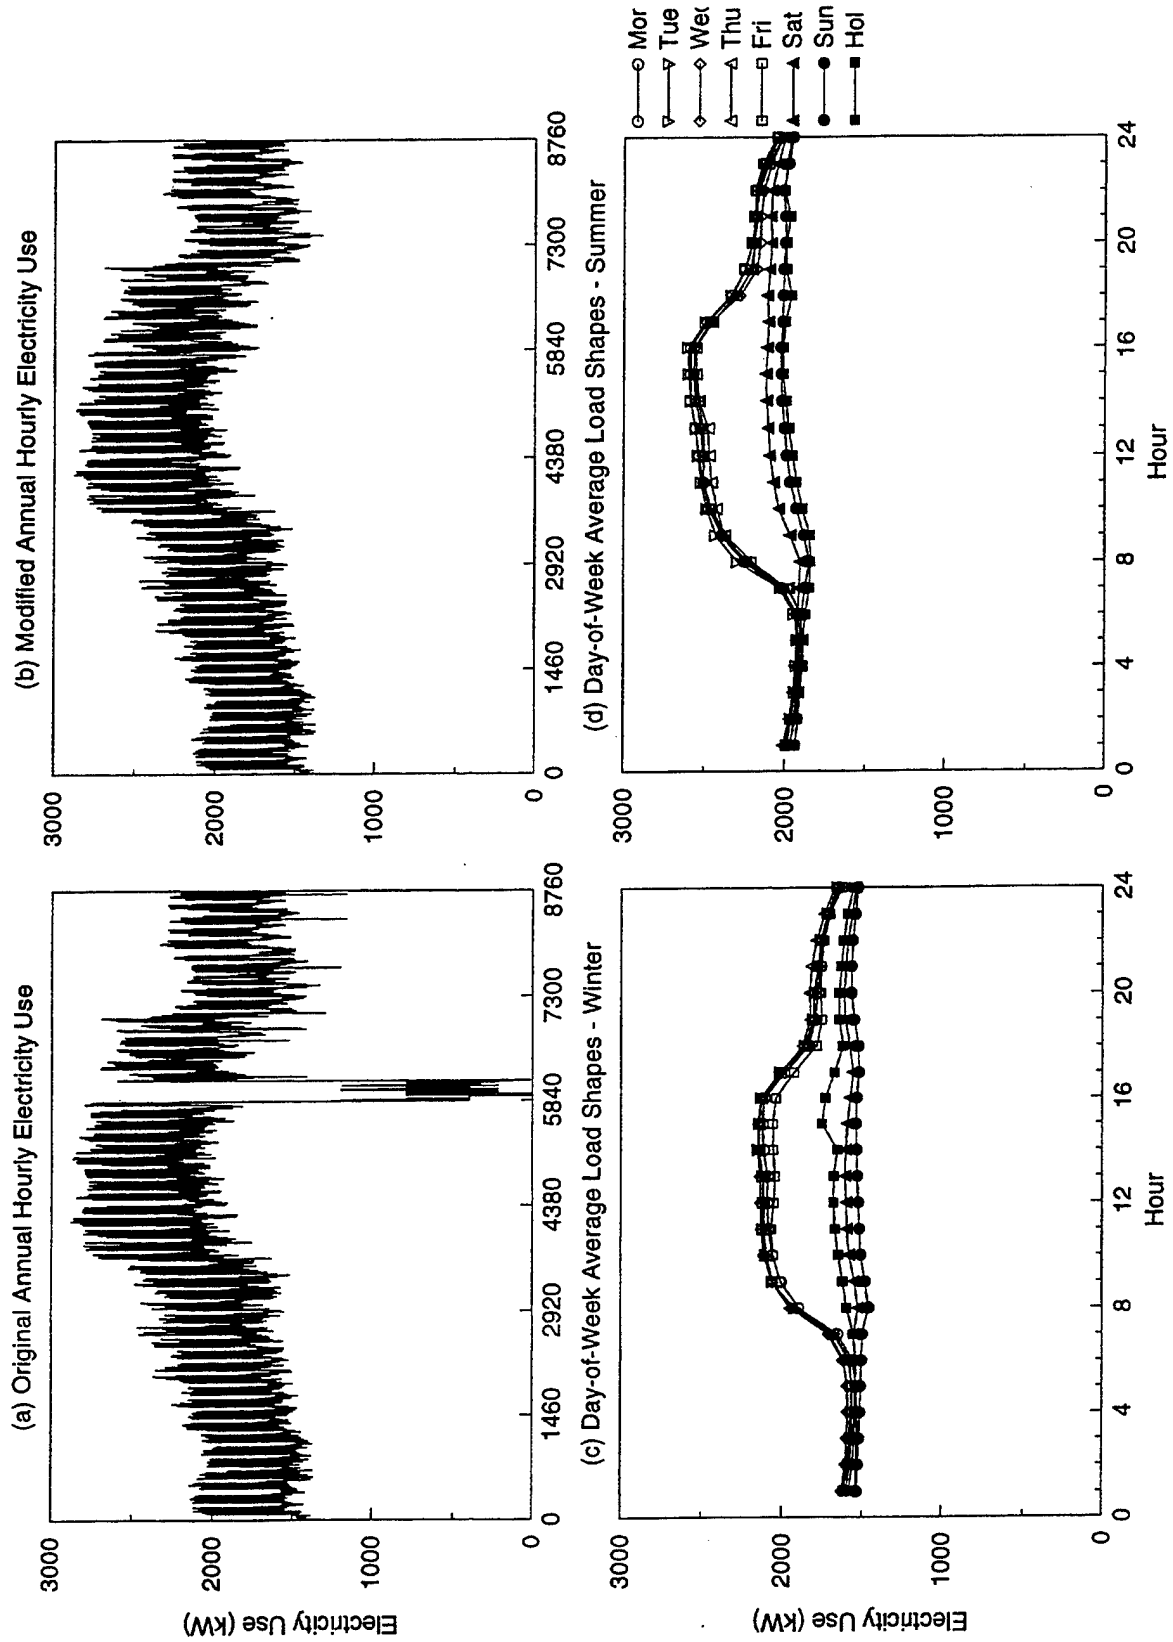 (a) Original Annual Hourly Electricity Use
3000
2000
1000
0
Electricity Use (kW)
0
1460
2920
4380
5840
7300
8760
(b) Modified Annual Hourly Electricity Use
3000
2000
1000
0
0
1460
2920
4380
5840
7300
8760
(c) Day-of-Week Average Load Shapes - Winter
3000
2000
1000
0
Electricity Use (kW)
0
4
8
12
16
20
24
Hour
(d) Day-of-Week Average Load Shapes - Summer
3000
2000
1000
0
0
4
8
12
16
20
24
Hour
Mor
Tue
Wec
Thu
Fri
Sat
Sun
Hol